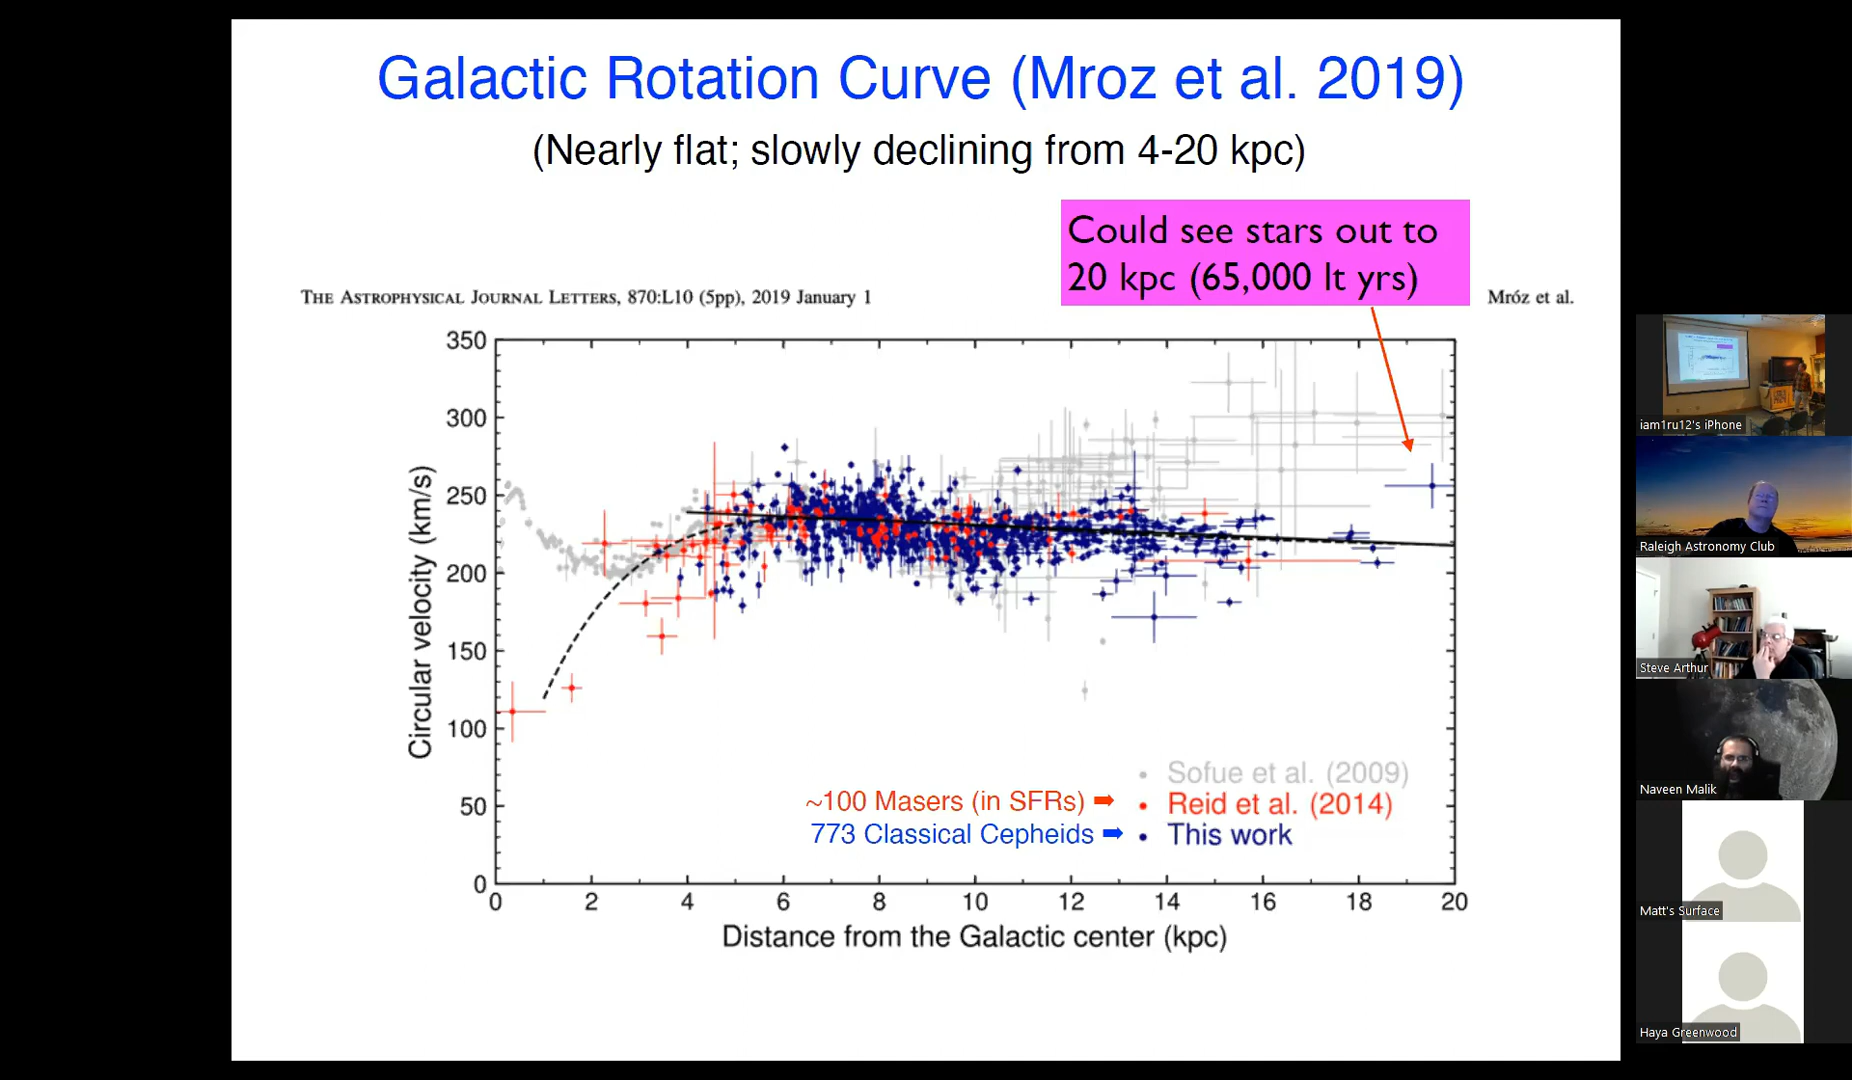 Galactic Rotation Curve (Mroz et al. 2019)
(Nearly flat; slowly declining from 4-20 kpc)
Could see stars out to
20 kpc (65,000 lt yrs)
THE ASTROPHYSICAL JOURNAL LETTERS, 870:L10 (5pp), 2019 January 1
Mróz et al.
350
300
250
200
150
100
50
0
Circular velocity (km/s)
Sofue et al. (2009)
~100 Masers (in SFRs) ➡ • Reid et al. (2014)
773 Classical Cepheids ➡ • This work
0 2 4 6 8 10 12 14 16 18 20
Distance from the Galactic center (kpc)
iam1ru12's iPhone
Raleigh Astronomy Club
Steve Arthur
Naveen Malik
Matt's Surface
Haya Greenwood